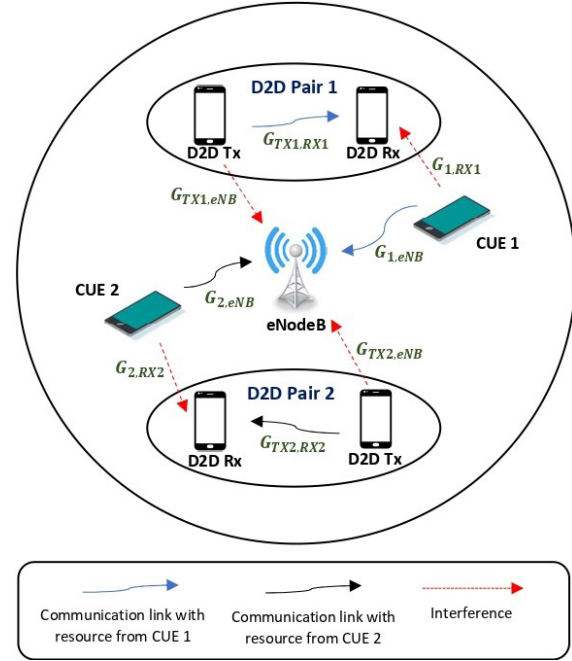 D2D Pair 1
D2D Tx
G_{TX1,RX1}
D2D Rx
G_{1,RX1}
G_{TX1,eNB}
CUE 1
G_{1,eNB}
CUE 2
G_{2,eNB}
eNodeB
G_{TX2,eNB}
G_{2,RX2}
D2D Pair 2
G_{TX2,RX2}
D2D Rx
D2D Tx
Communication link with
resource from CUE 1
Communication link with
resource from CUE 2
Interference